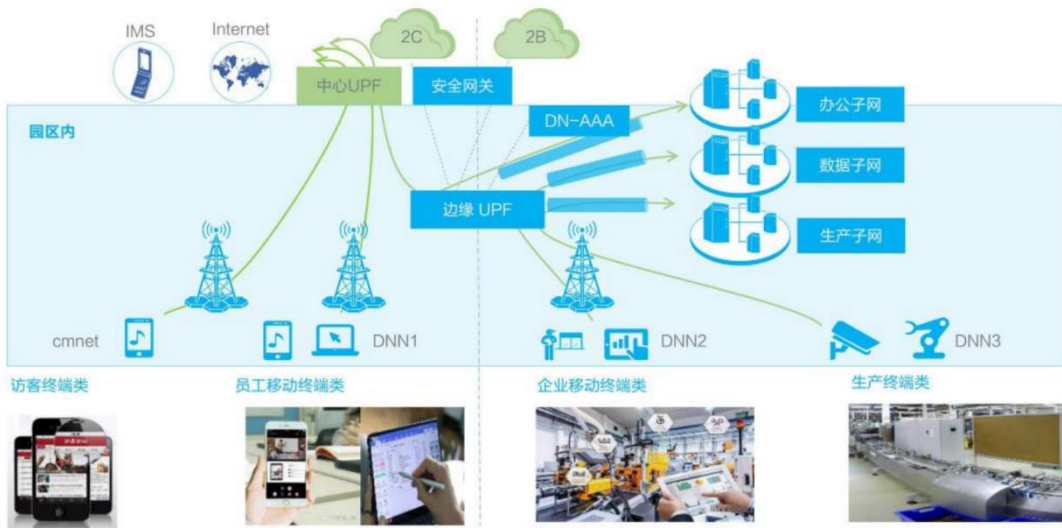 IMS
Internet
2C
2B
中心UPF
安全网关
DN-AAA
办公子网
园区内
数据子网
边缘 UPF
生产子网
cmnet
DNN1
DNN2
DNN3
访客终端类
员工移动终端类
企业移动终端类
生产终端类